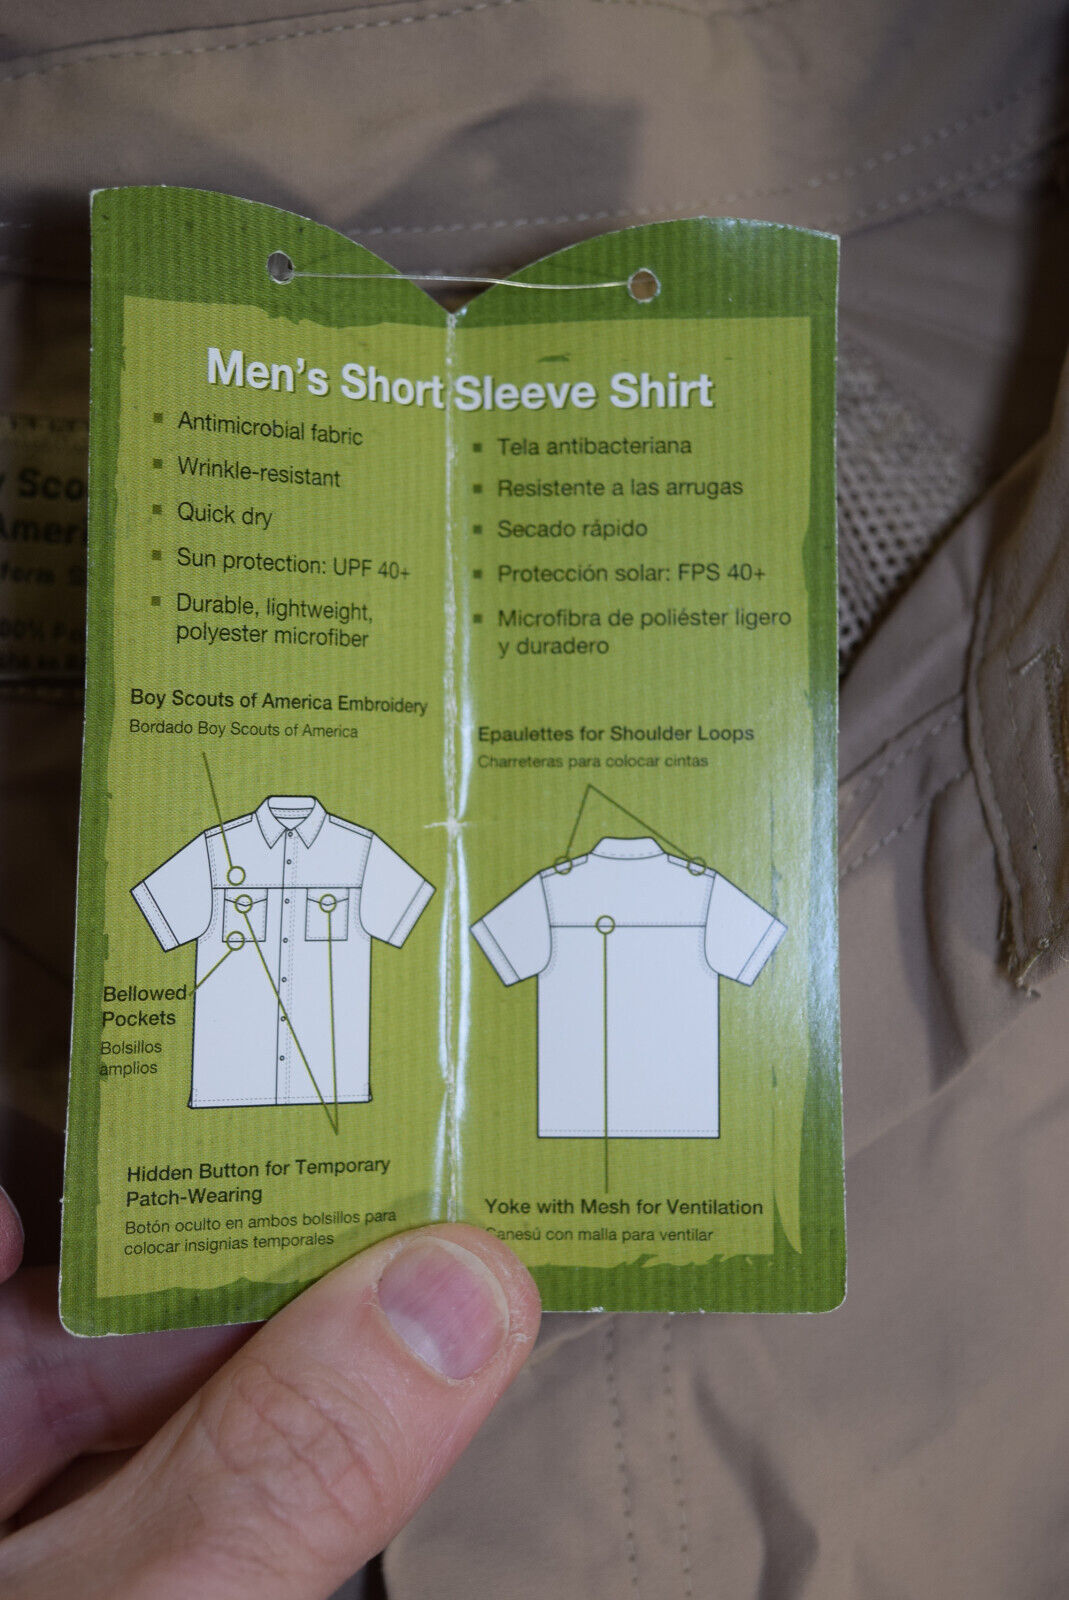 Men's Short Sleeve Shirt
Antimicrobial fabric
Wrinkle-resistant
Quick dry
Sun protection: UPF 40+
Durable, lightweight,
polyester microfiber
Tela antibacteriana
Resistente a las arrugas
Secado rápido
Protección solar: FPS 40+
Microfibra de poliéster ligero
y duradero
Boy Scouts of America Embroidery
Bordado Boy Scouts of America
Epaulettes for Shoulder Loops
Charreteras para colocar cintas
Bellowed
Pockets
Bolsillos
amplios
Hidden Button for Temporary
Patch-Wearing
Botón oculto en ambos bolsillos para
colocar insignias temporales
Yoke with Mesh for Ventilation
Canesú con malla para ventilar
y Sco
Ameri